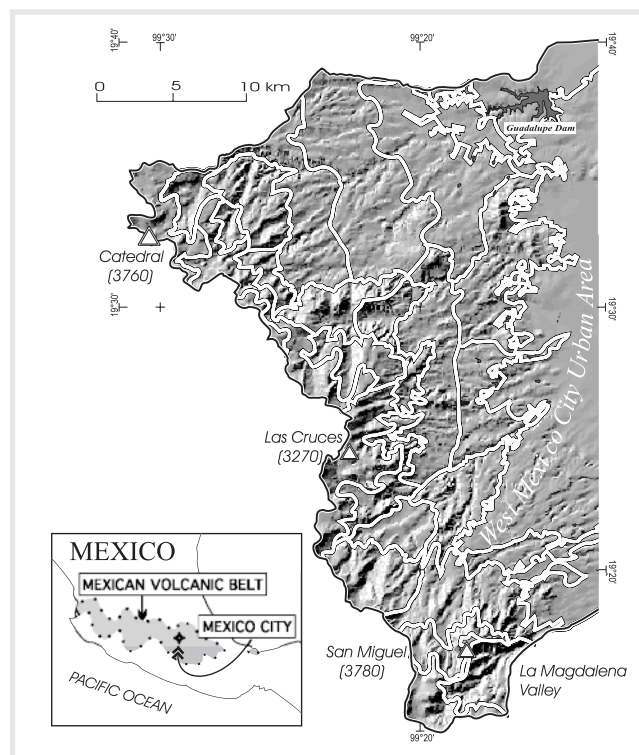 99°30'
99°20'
19°40'
19°40'
0 5 10 km
Guadalupe Dam
Catedral
(3760)
19°30'
19°30'
West Mexico City Urban Area
Las Cruces
(3270)
MEXICO
MEXICAN VOLCANIC BELT
MEXICO CITY
PACIFIC OCEAN
19°20'
San Miguel
(3780)
La Magdalena
Valley
99°20'